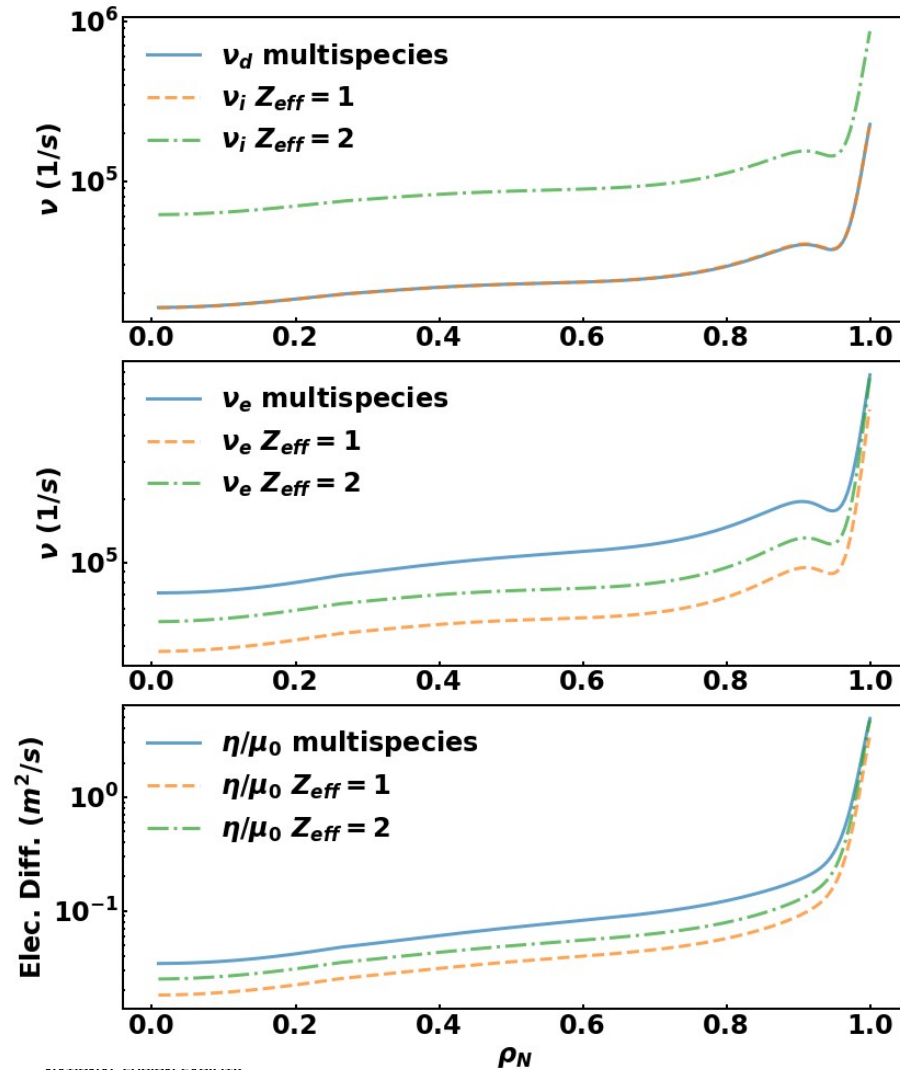 10^6
ν_d multispecies
ν_i Z_eff = 1
ν_i Z_eff = 2
ν (1/s)
10^5
0.0 0.2 0.4 0.6 0.8 1.0
ν_e multispecies
ν_e Z_eff = 1
ν_e Z_eff = 2
ν (1/s)
10^5
0.0 0.2 0.4 0.6 0.8 1.0
η/μ_0 multispecies
η/μ_0 Z_eff = 1
η/μ_0 Z_eff = 2
Elec. Diff. (m^2/s)
10^0
10^-1
0.0 0.2 0.4 0.6 0.8 1.0
ρ_N